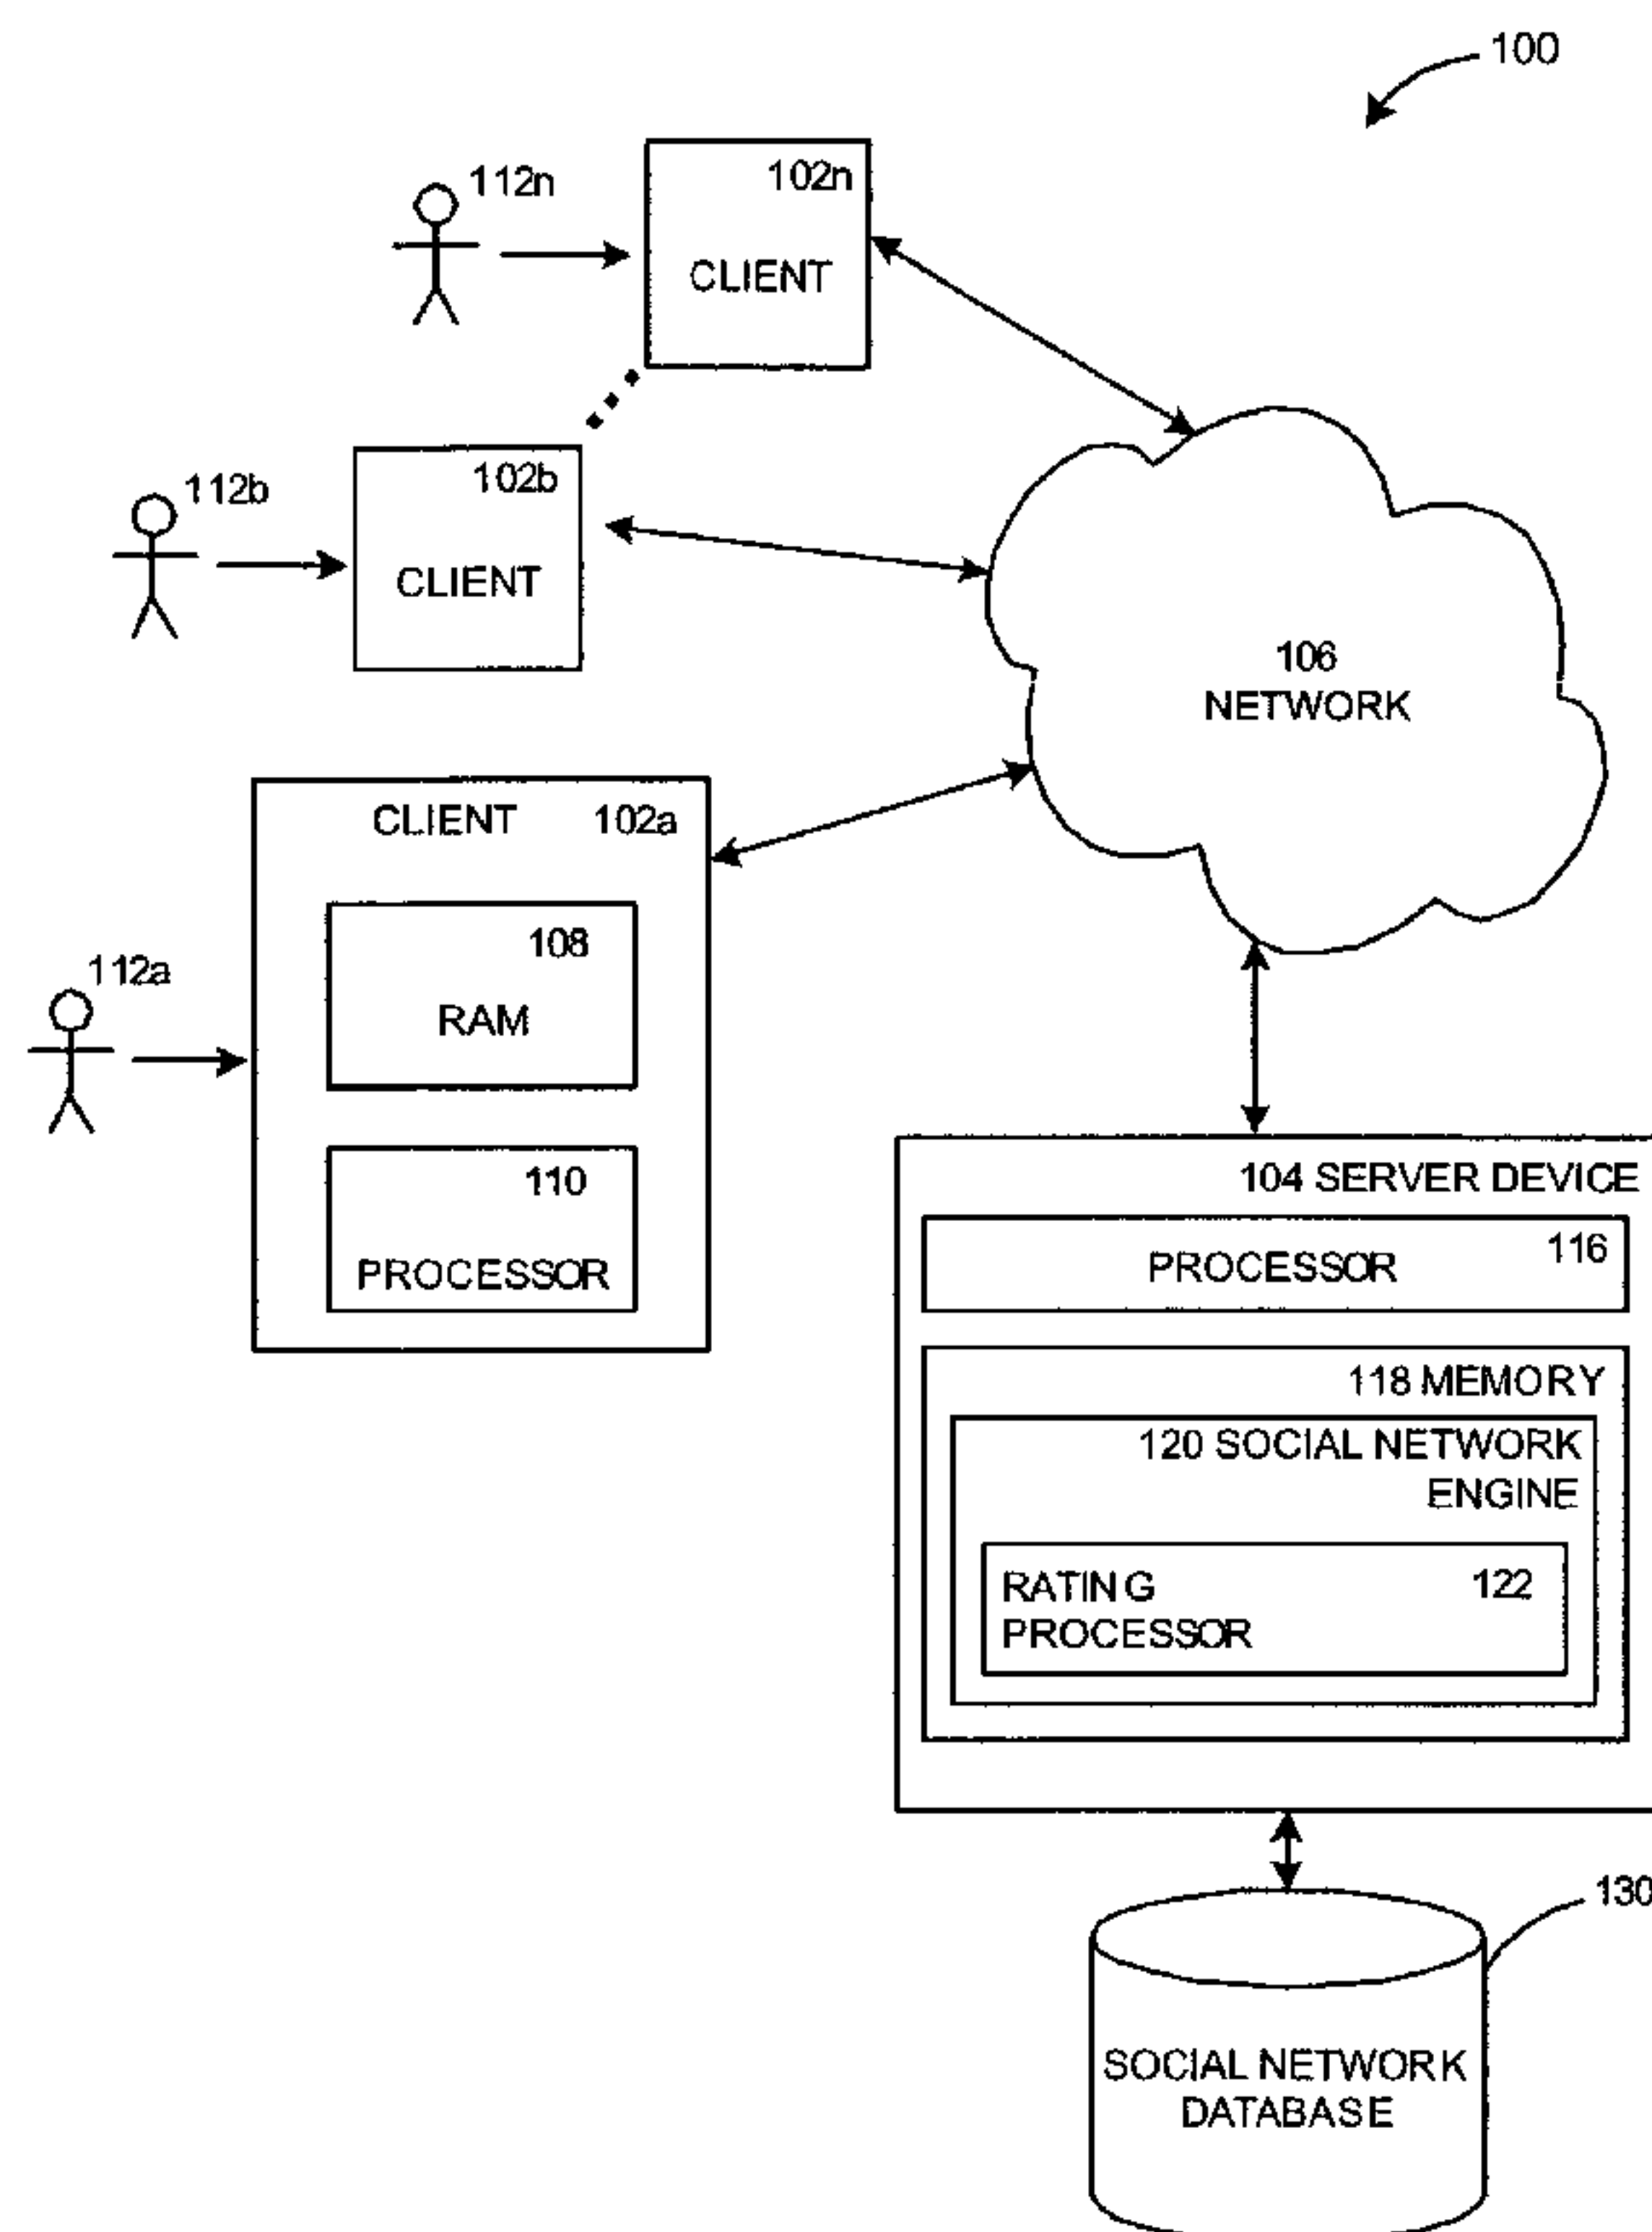 100
112n
102n
CLIENT
112b
102b
CLIENT
106
NETWORK
CLIENT 102a
108
RAM
112a
110
PROCESSOR
104 SERVER DEVICE
116
PROCESSOR
118 MEMORY
120 SOCIAL NETWORK
ENGINE
RATING 122
PROCESSOR
130
SOCIAL NETWORK
DATABASE